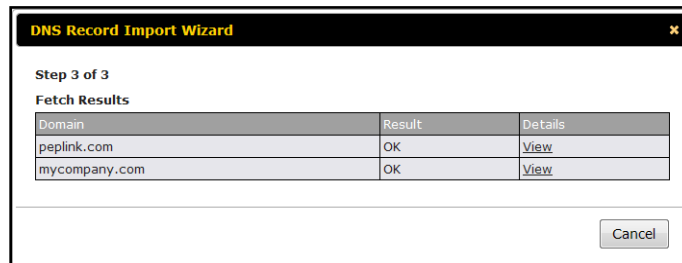 DNS Record Import Wizard ×
Step 3 of 3
Fetch Results
Domain Result Details
peplink.com OK View
mycompany.com OK View
Cancel